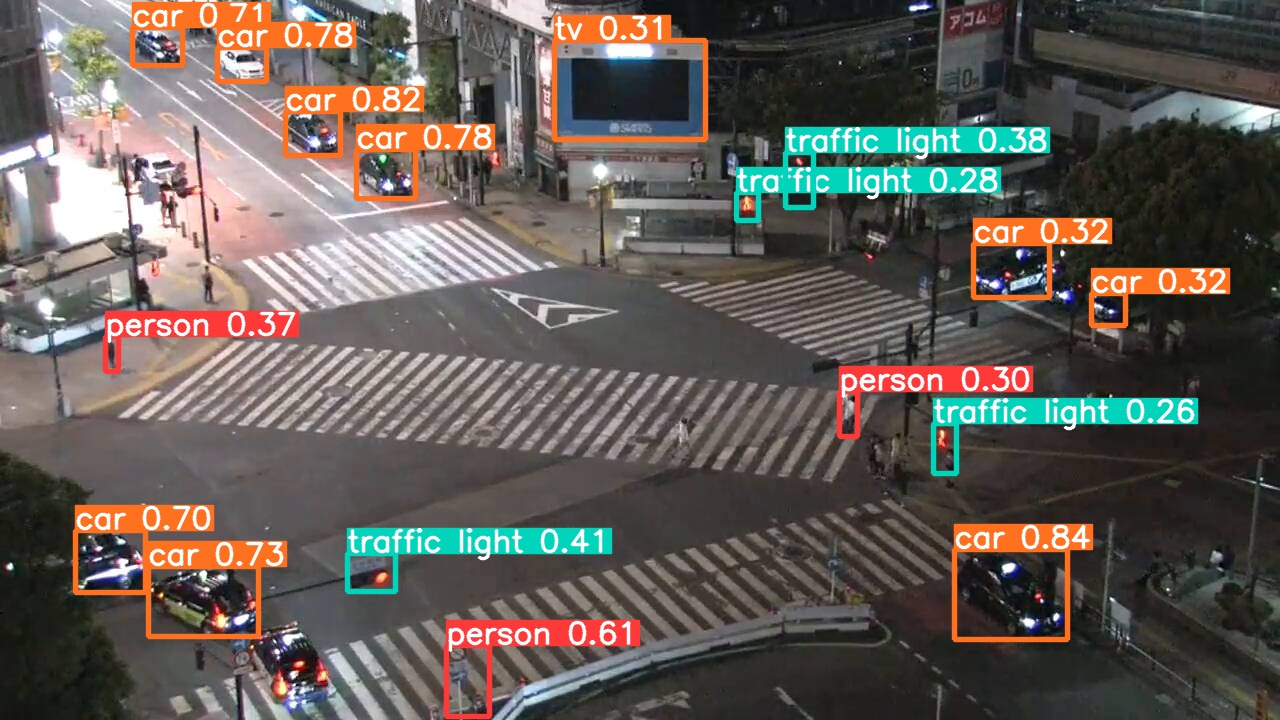 car 0.71
car 0.78
tv 0.31
アコム
car 0.82
car 0.78
traffic light 0.38
traffic light 0.28
car 0.32
car 0.32
person 0.37
person 0.30
traffic light 0.26
car 0.70
car 0.73
traffic light 0.41
car 0.84
person 0.61